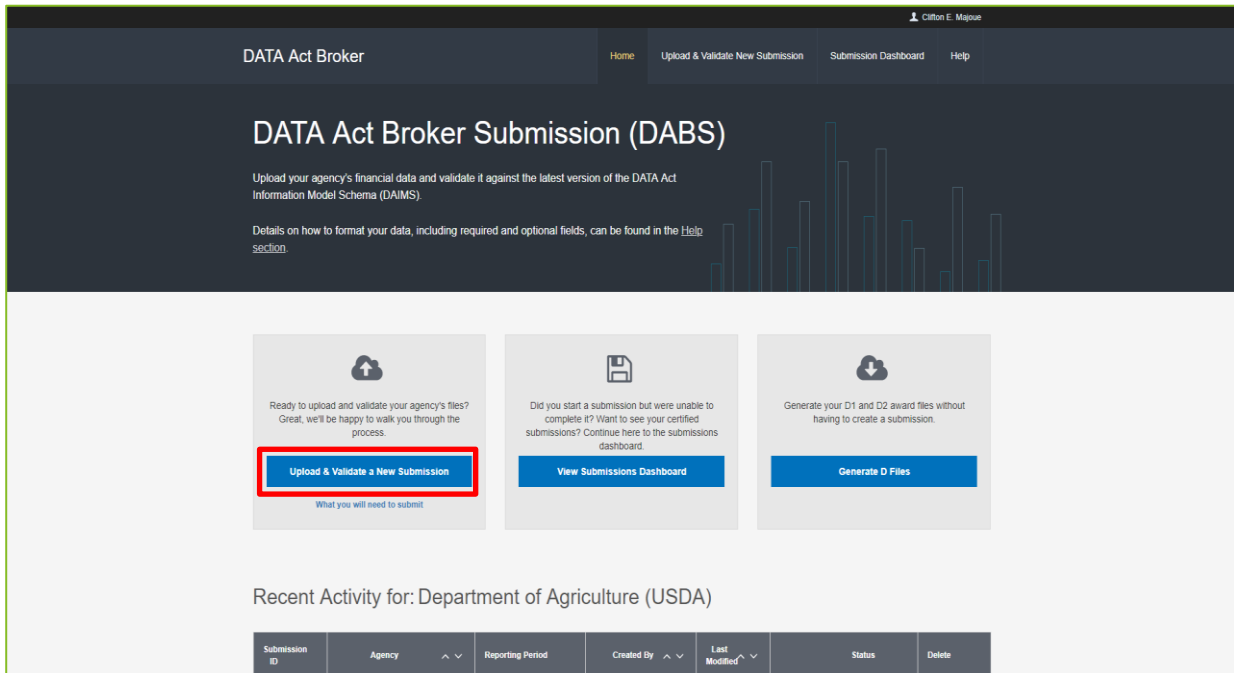 Clifton E. Majoue
DATA Act Broker
Home
Upload & Validate New Submission
Submission Dashboard
Help
DATA Act Broker Submission (DABS)
Upload your agency's financial data and validate it against the latest version of the DATA Act
Information Model Schema (DAIMS).
Details on how to format your data, including required and optional fields, can be found in the Help
section.
Ready to upload and validate your agency's files?
Great, we'll be happy to walk you through the
process.
Upload & Validate a New Submission
What you will need to submit
Did you start a submission but were unable to
complete it? Want to see your certified
submissions? Continue here to the submissions
dashboard.
View Submissions Dashboard
Generate your D1 and D2 award files without
having to create a submission.
Generate D Files
Recent Activity for: Department of Agriculture (USDA)
Submission
ID
Agency
Reporting Period
Created By
Last
Modified
Status
Delete